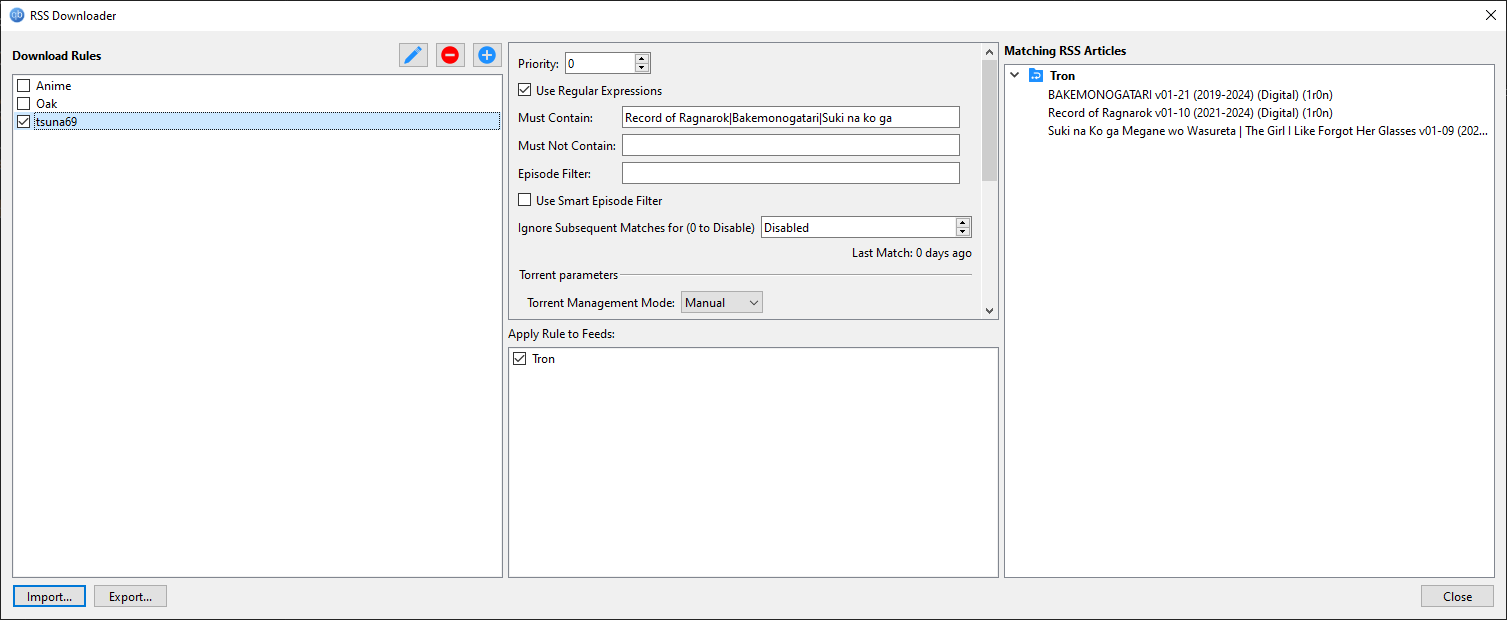 RSS Downloader
Download Rules
Anime
Oak
tsuna69
Import...
Export...
Priority:
0
Use Regular Expressions
Must Contain:
Record of Ragnarok|Bakemonogatari|Suki na ko ga
Must Not Contain:
Episode Filter:
Use Smart Episode Filter
Ignore Subsequent Matches for (0 to Disable)
Disabled
Last Match: 0 days ago
Torrent parameters
Torrent Management Mode:
Manual
Apply Rule to Feeds:
Tron
Matching RSS Articles
Tron
BAKEMONOGATARI v01-21 (2019-2024) (Digital) (1r0n)
Record of Ragnarok v01-10 (2021-2024) (Digital) (1r0n)
Suki na Ko ga Megane wo Wasureta | The Girl I Like Forgot Her Glasses v01-09 (202...
Close